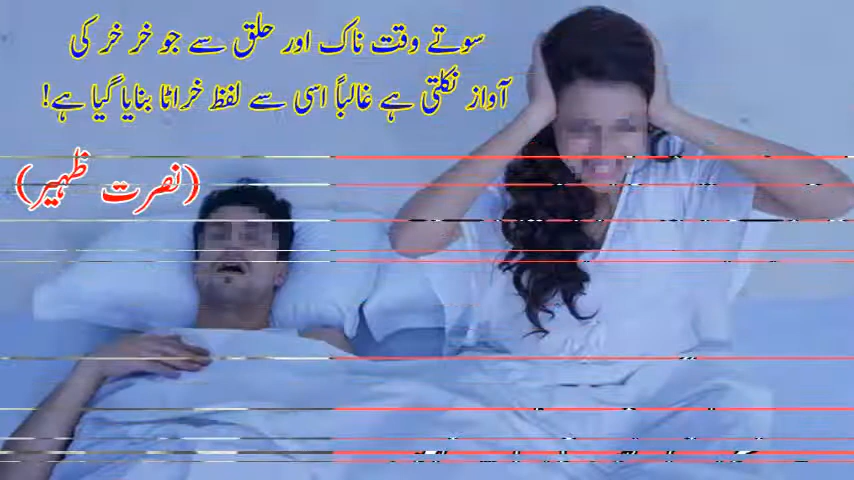 سوتے وقت ناک اور حلق سے جو خر خر کی
آواز نکلتی ہے غالباً اسی سے لفظ خراٹا بنایا گیا ہے!
(نصرت ظہیر)